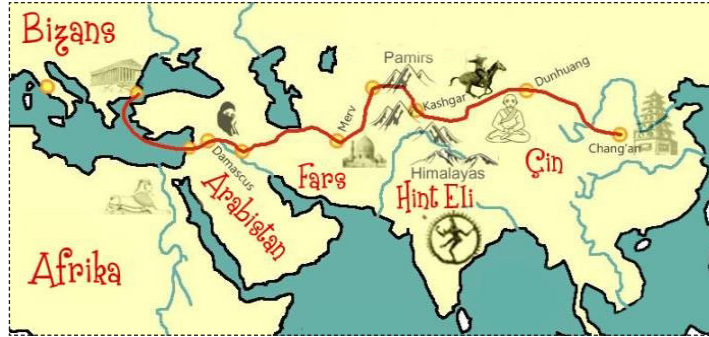 Bizans
Pamirs
Dunhuang
Kashgar
Merv
Chang'an
Damascus
Himalayas
Çin
Fars
Hint Eli
Arabistan
Afrika